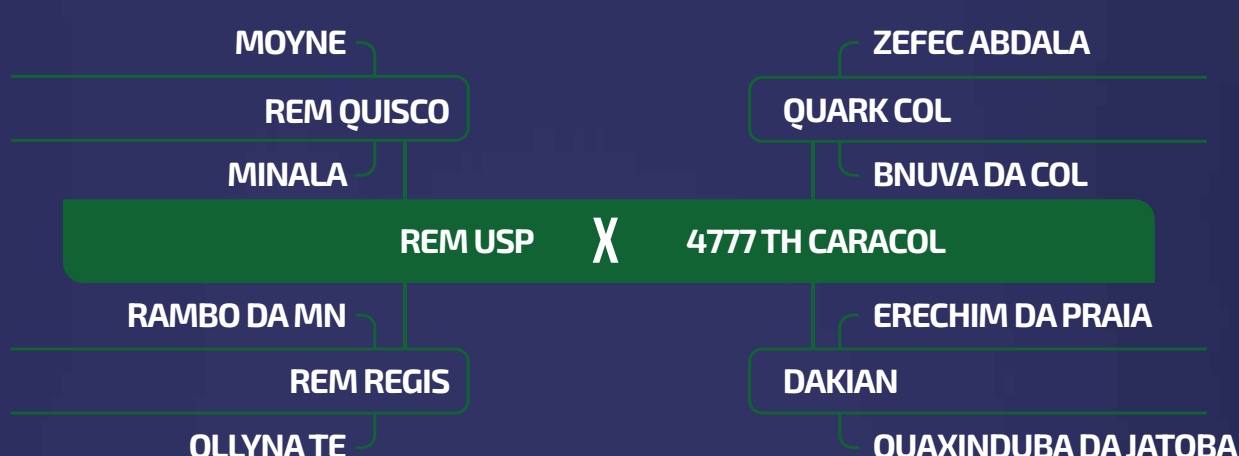 MOYNE
ZEFEC ABDALA
REM QUISCO
QUARK COL
MINALA
BNUVA DA COL
REM USP X 4777 TH CARACOL
RAMBO DA MN
ERECHIM DA PRAIA
REM REGIS
DAKIAN
OLLYNA TE
QUAXINDUBA DA JATOBA